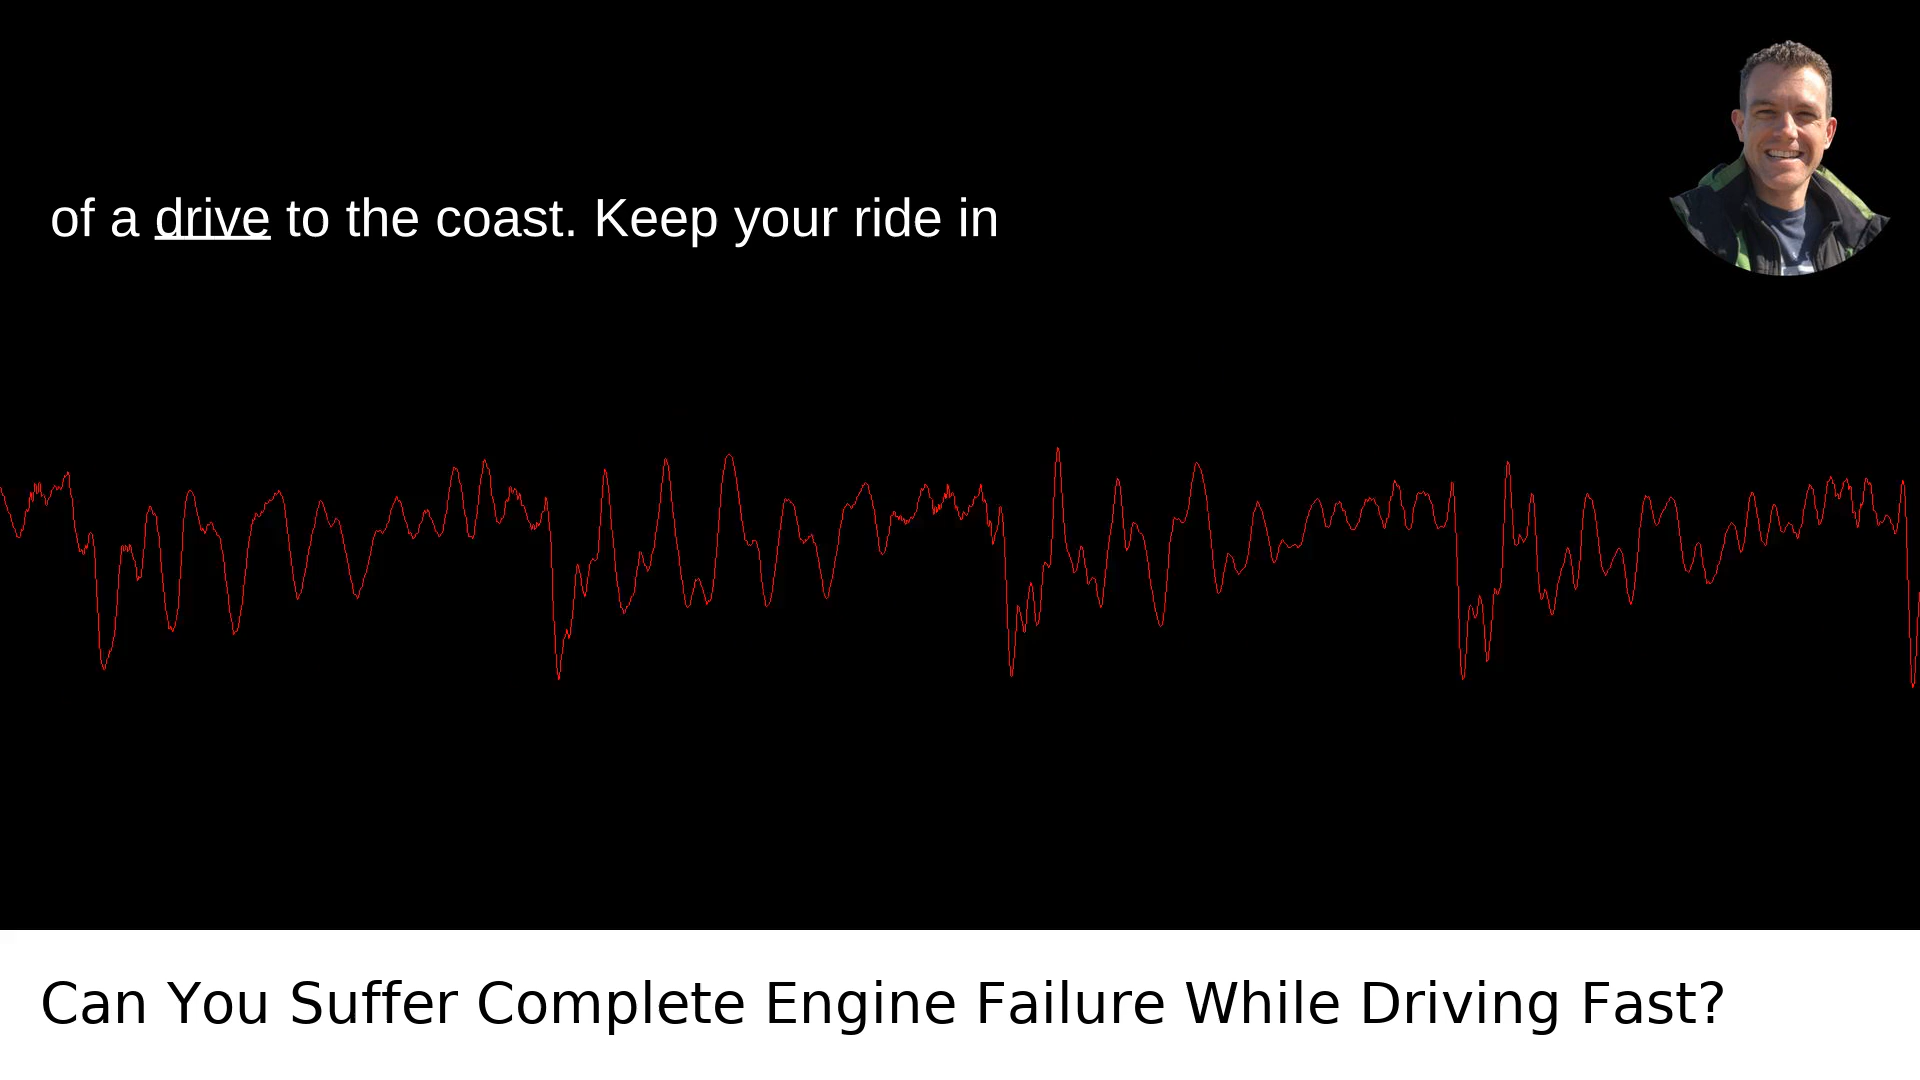 of a drive to the coast. Keep your ride in
Can You Suffer Complete Engine Failure While Driving Fast?